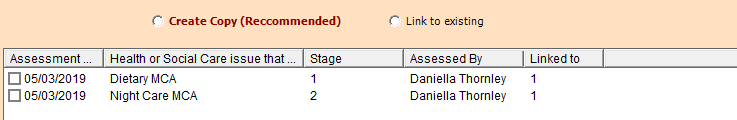 Create Copy (Reccommended) Link to existing
Assessment ... Health or Social Care issue that ... Stage Assessed By Linked to
05/03/2019 Dietary MCA 1 Daniella Thornley 1
05/03/2019 Night Care MCA 2 Daniella Thornley 1